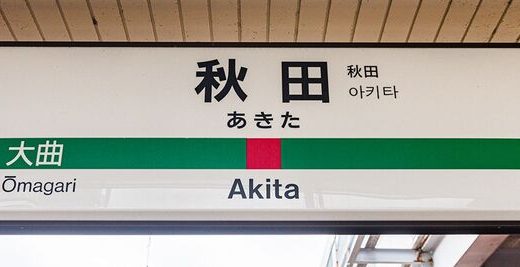 秋田
秋田
아키타
あきた
大曲
Ōmagari
Akita